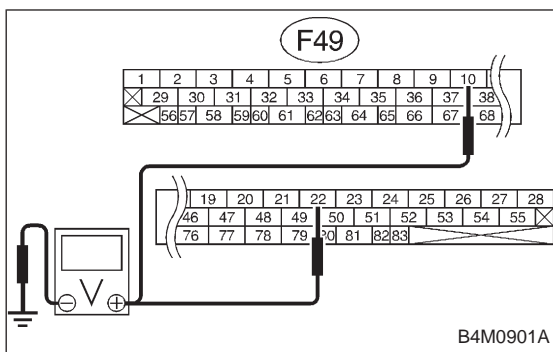 F49
1 2 3 4 5 6 7 8 9 10
29 30 31 32 33 34 35 36 37 38
56 57 58 59 60 61 62 63 64 65 66 67 68
19 20 21 22 23 24 25 26 27 28
46 47 48 49 50 51 52 53 54 55
76 77 78 79 81 82 83
V
− +
B4M0901A